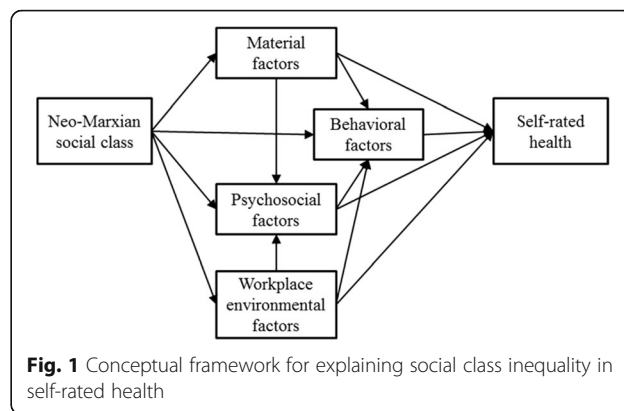 Material
factors
Neo-Marxian
social class
Behavioral
factors
Self-rated
health
Psychosocial
factors
Workplace
environmental
factors
Fig. 1 Conceptual framework for explaining social class inequality in
self-rated health